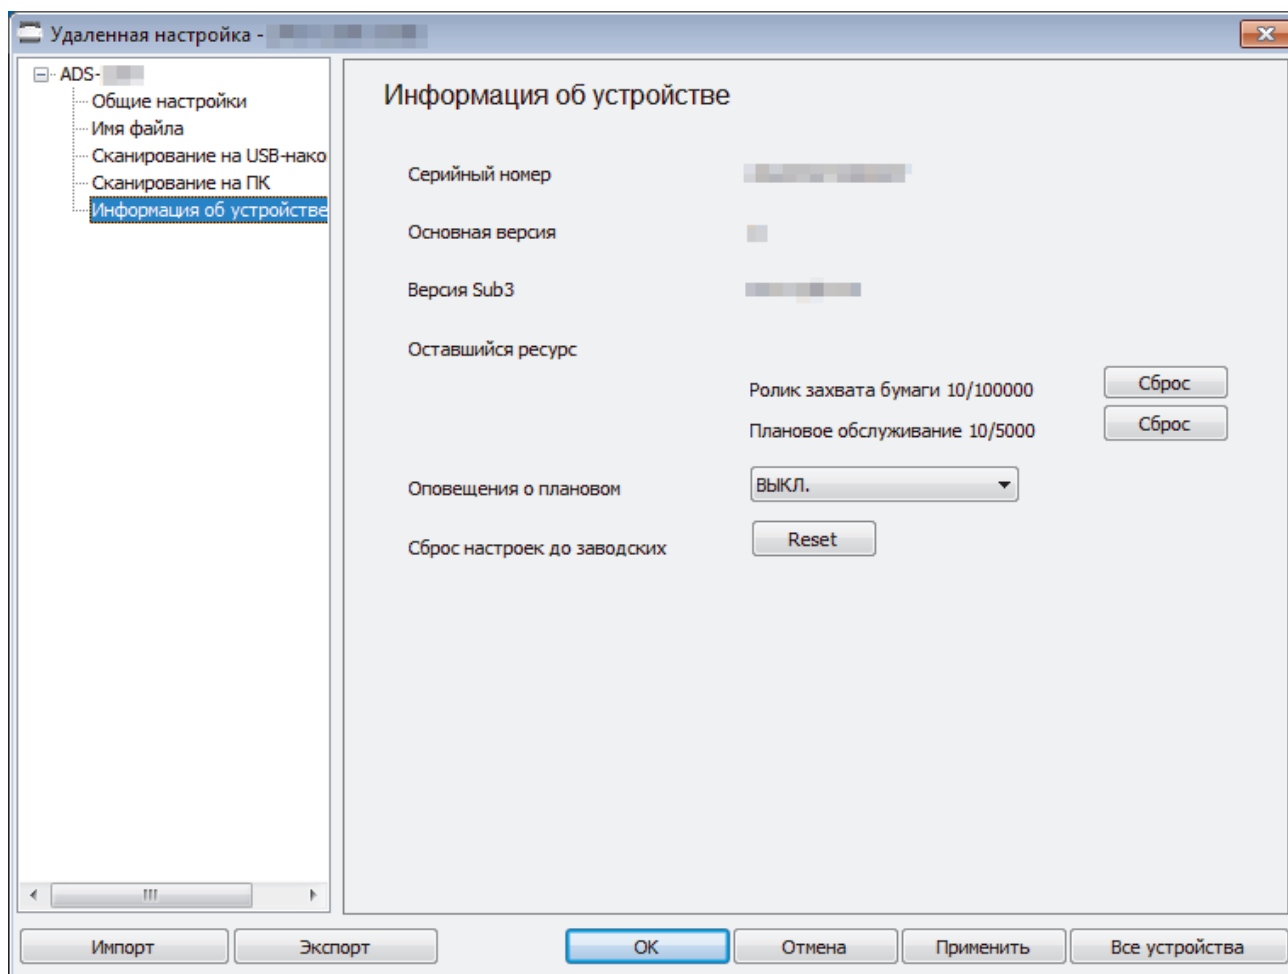 Удаленная настройка -
ADS-
Общие настройки
Имя файла
Сканирование на USB-нако
Сканирование на ПК
Информация об устройстве
Информация об устройстве
Серийный номер
Основная версия
Версия Sub3
Оставшийся ресурс
Ролик захвата бумаги 10/100000 Сброс
Плановое обслуживание 10/5000 Сброс
Оповещения о плановом ВЫКЛ.
Сброс настроек до заводских Reset
Импорт Экспорт OK Отмена Применить Все устройства